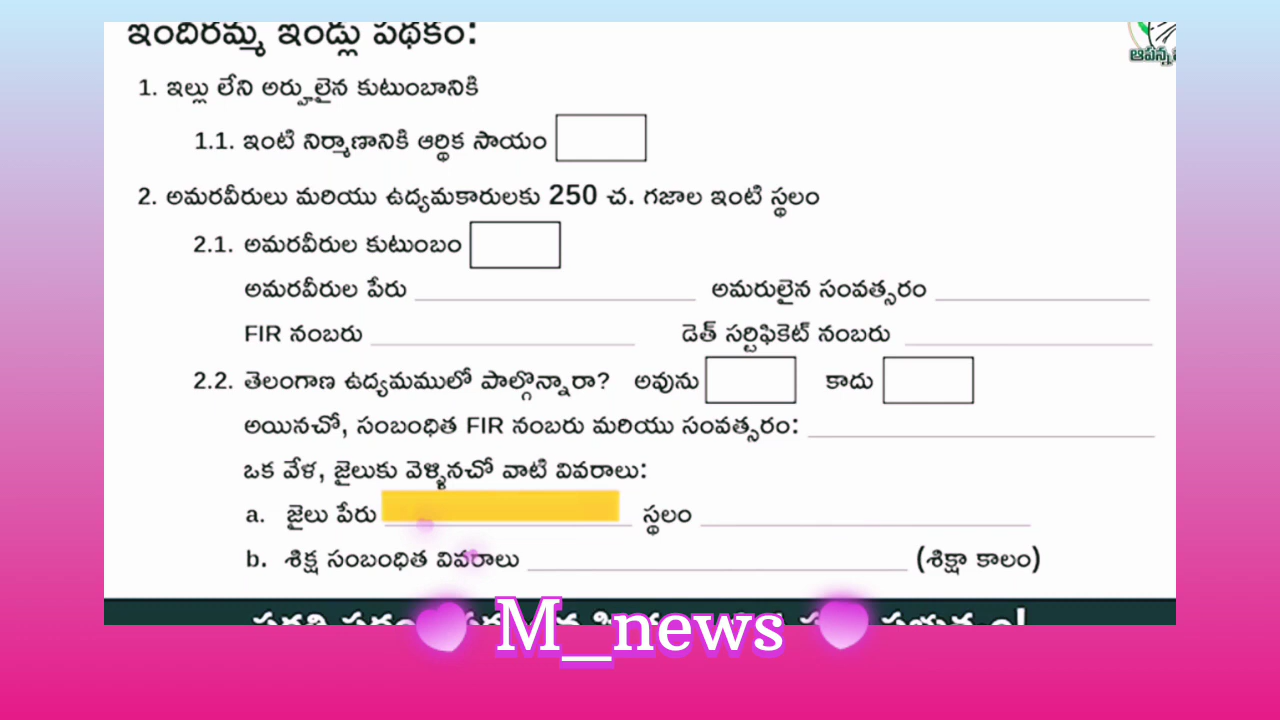 ఇందిరమ్మ ఇండ్లు పథకం:
1. ఇల్లు లేని అర్హులైన కుటుంబానికి
1.1. ఇంటి నిర్మాణానికి ఆర్థిక సాయం
2. అమరవీరులు మరియు ఉద్యమకారులకు 250 చ. గజాల ఇంటి స్థలం
2.1. అమరవీరుల కుటుంబం
అమరవీరుల పేరు అమరులైన సంవత్సరం
FIR నంబరు డెత్ సర్టిఫికెట్ నంబరు
2.2. తెలంగాణ ఉద్యమములో పాల్గొన్నారా? అవును కాదు
అయినచో, సంబంధిత FIR నంబరు మరియు సంవత్సరం:
ఒక వేళ, జైలుకు వెళ్ళినచో వాటి వివరాలు:
a. జైలు పేరు స్థలం
b. శిక్ష సంబంధిత వివరాలు (శిక్షా కాలం)
M_news